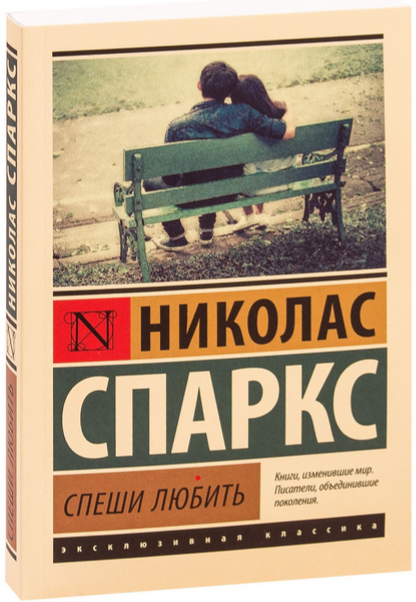 НИКОЛАС СПАРКС
СПЕШИ ЛЮБИТЬ
N
НИКОЛАС
СПАРКС
СПЕШИ ЛЮБИТЬ
Книги, изменившие мир.
Писатели, объединившие
поколения.
эксклюзивная классика